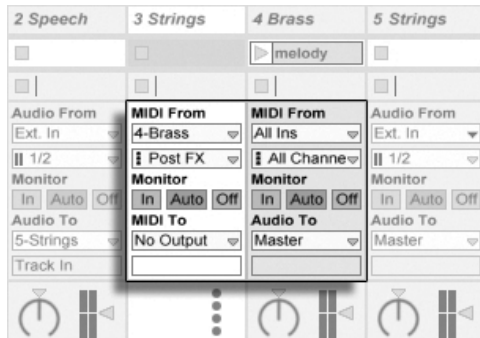 2 Speech 3 Strings 4 Brass 5 Strings
melody
Audio From MIDI From MIDI From Audio From
Ext. In 4-Brass All Ins Ext. In
1/2 Post FX All Channe 1/2
Monitor Monitor Monitor Monitor
In Auto Off In Auto Off In Auto Off In Auto Off
Audio To MIDI To Audio To Audio To
5-Strings No Output Master Master
Track In